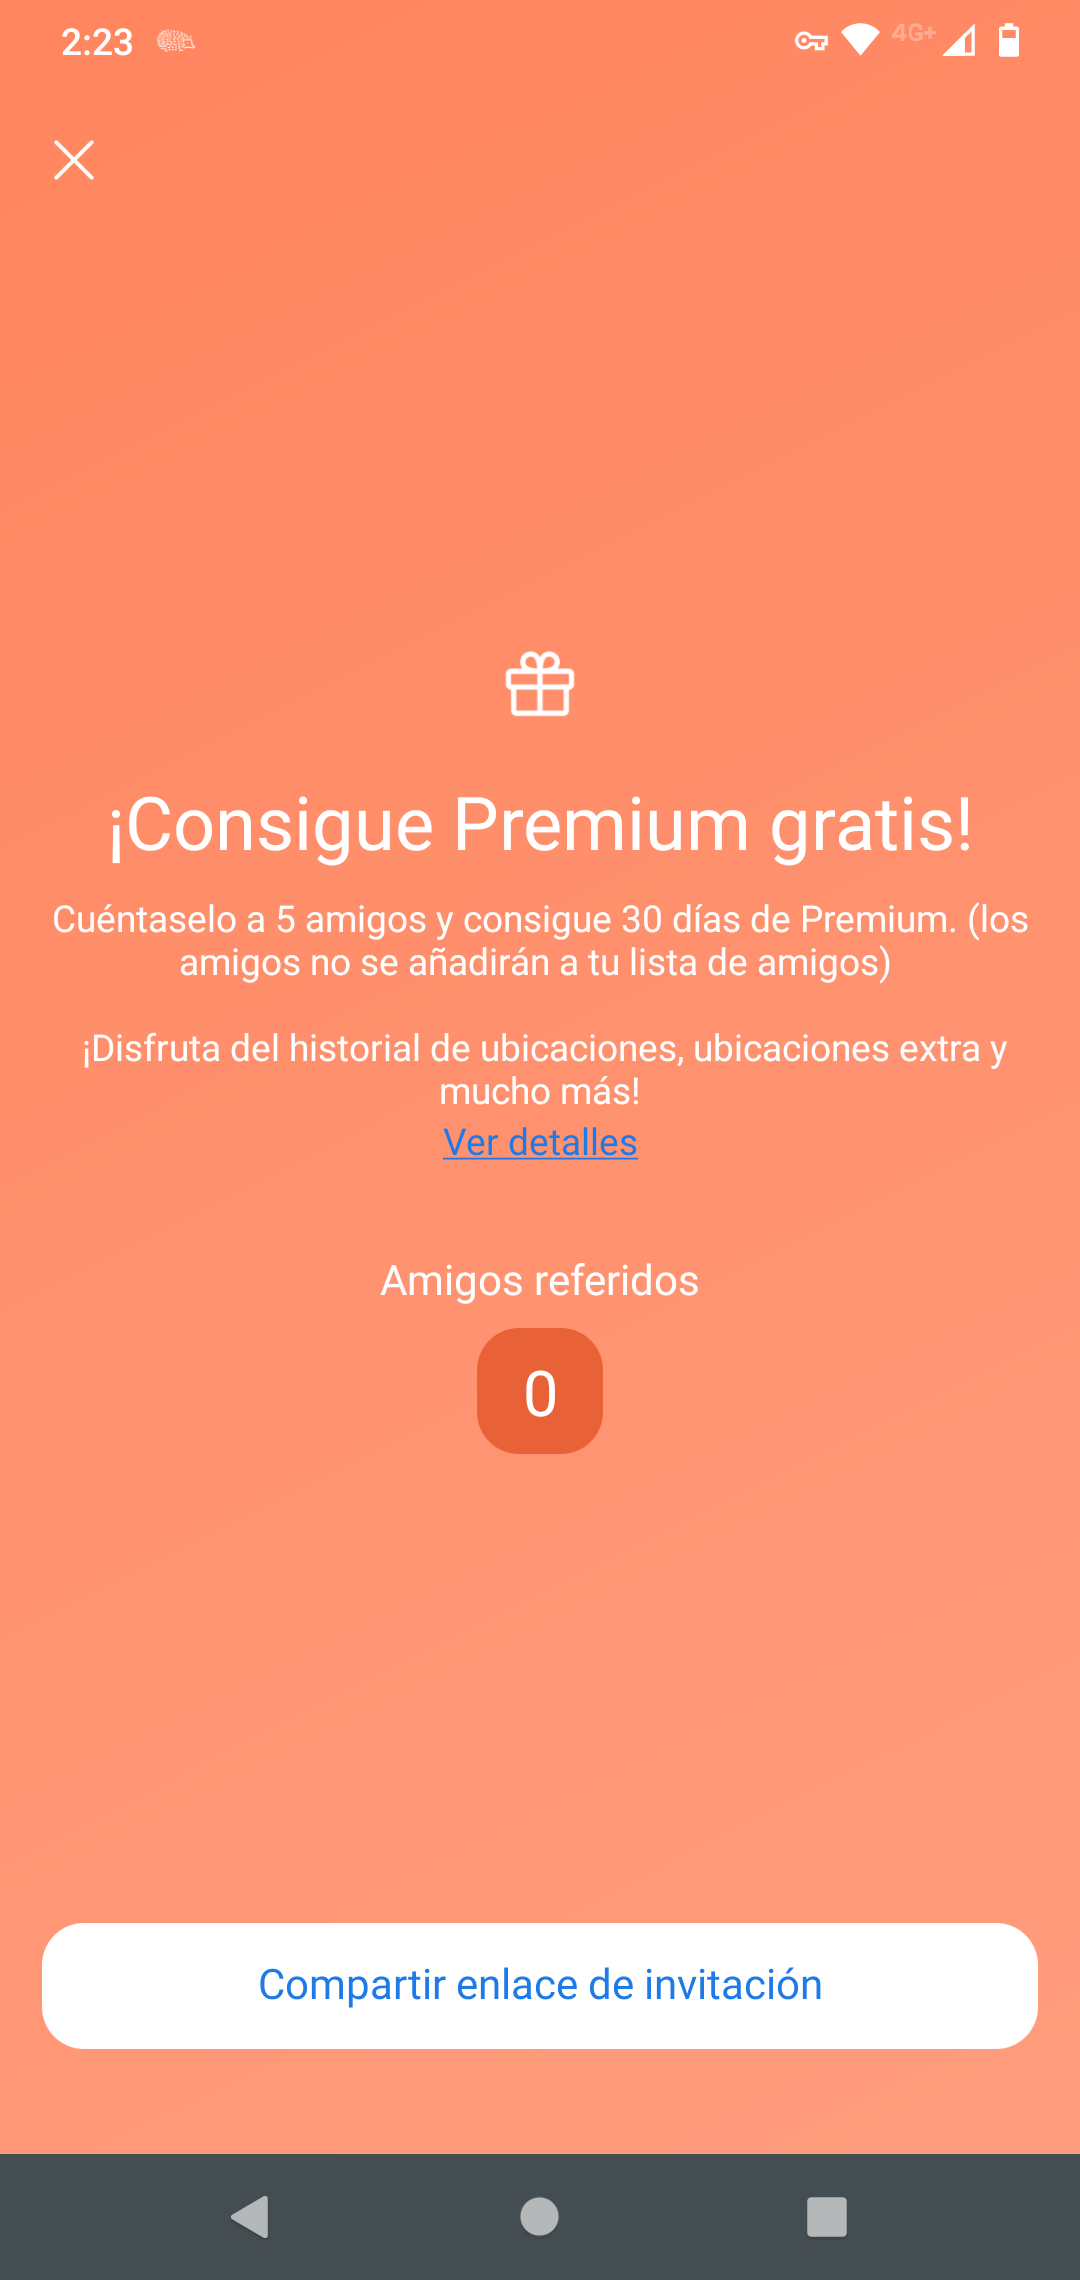 2:23
4G+
¡Consigue Premium gratis!
Cuéntaselo a 5 amigos y consigue 30 días de Premium. (los
amigos no se añadirán a tu lista de amigos)
¡Disfruta del historial de ubicaciones, ubicaciones extra y
mucho más!
Ver detalles
Amigos referidos
0
Compartir enlace de invitación